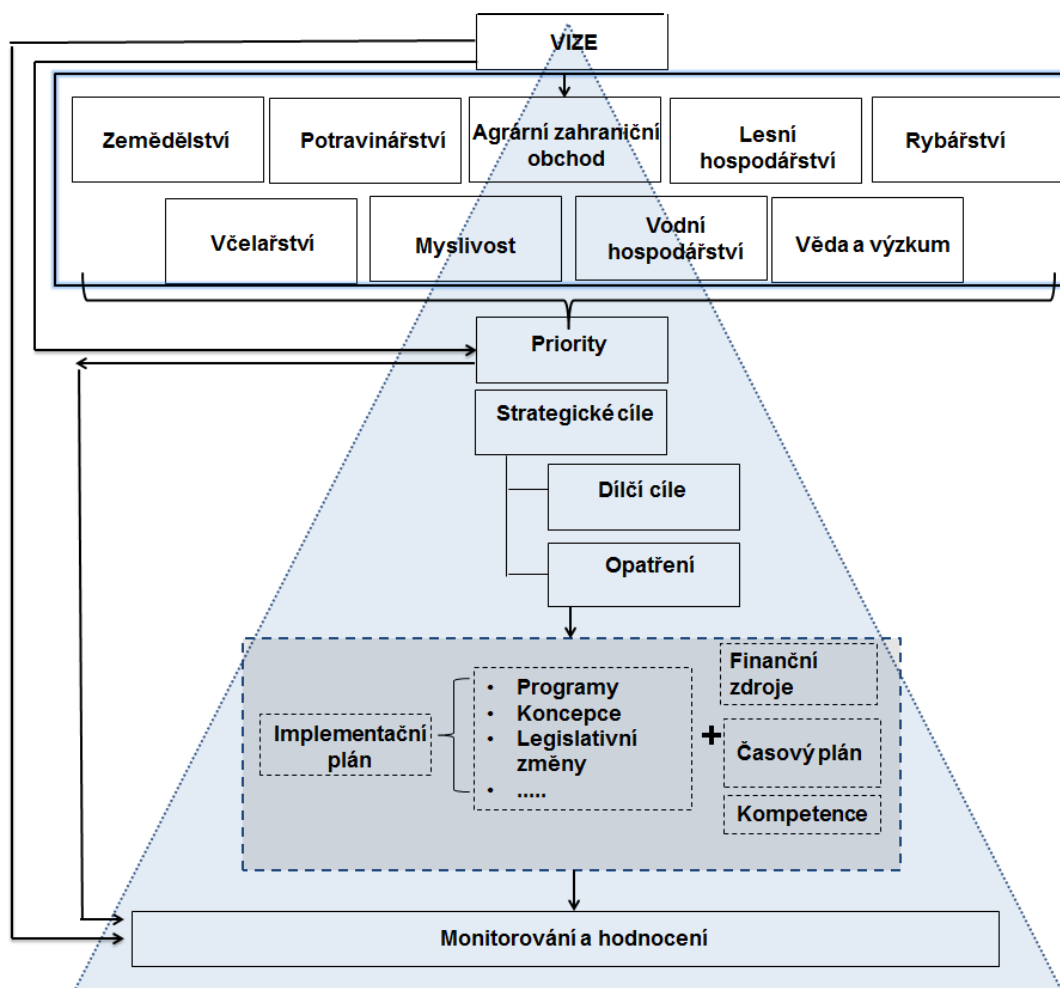 VIZE
Zemědělství
Potravinářství
Agrární zahraniční
obchod
Lesní
hospodářství
Rybářství
Včelařství
Myslivost
Vodní
hospodářství
Věda a výzkum
Priority
Strategické cíle
Dílčí cíle
Opatření
Implementační
plán
• Programy
• Koncepce
• Legislativní
změny
• .....
+
Finanční
zdroje
Časový plán
Kompetence
Monitorování a hodnocení